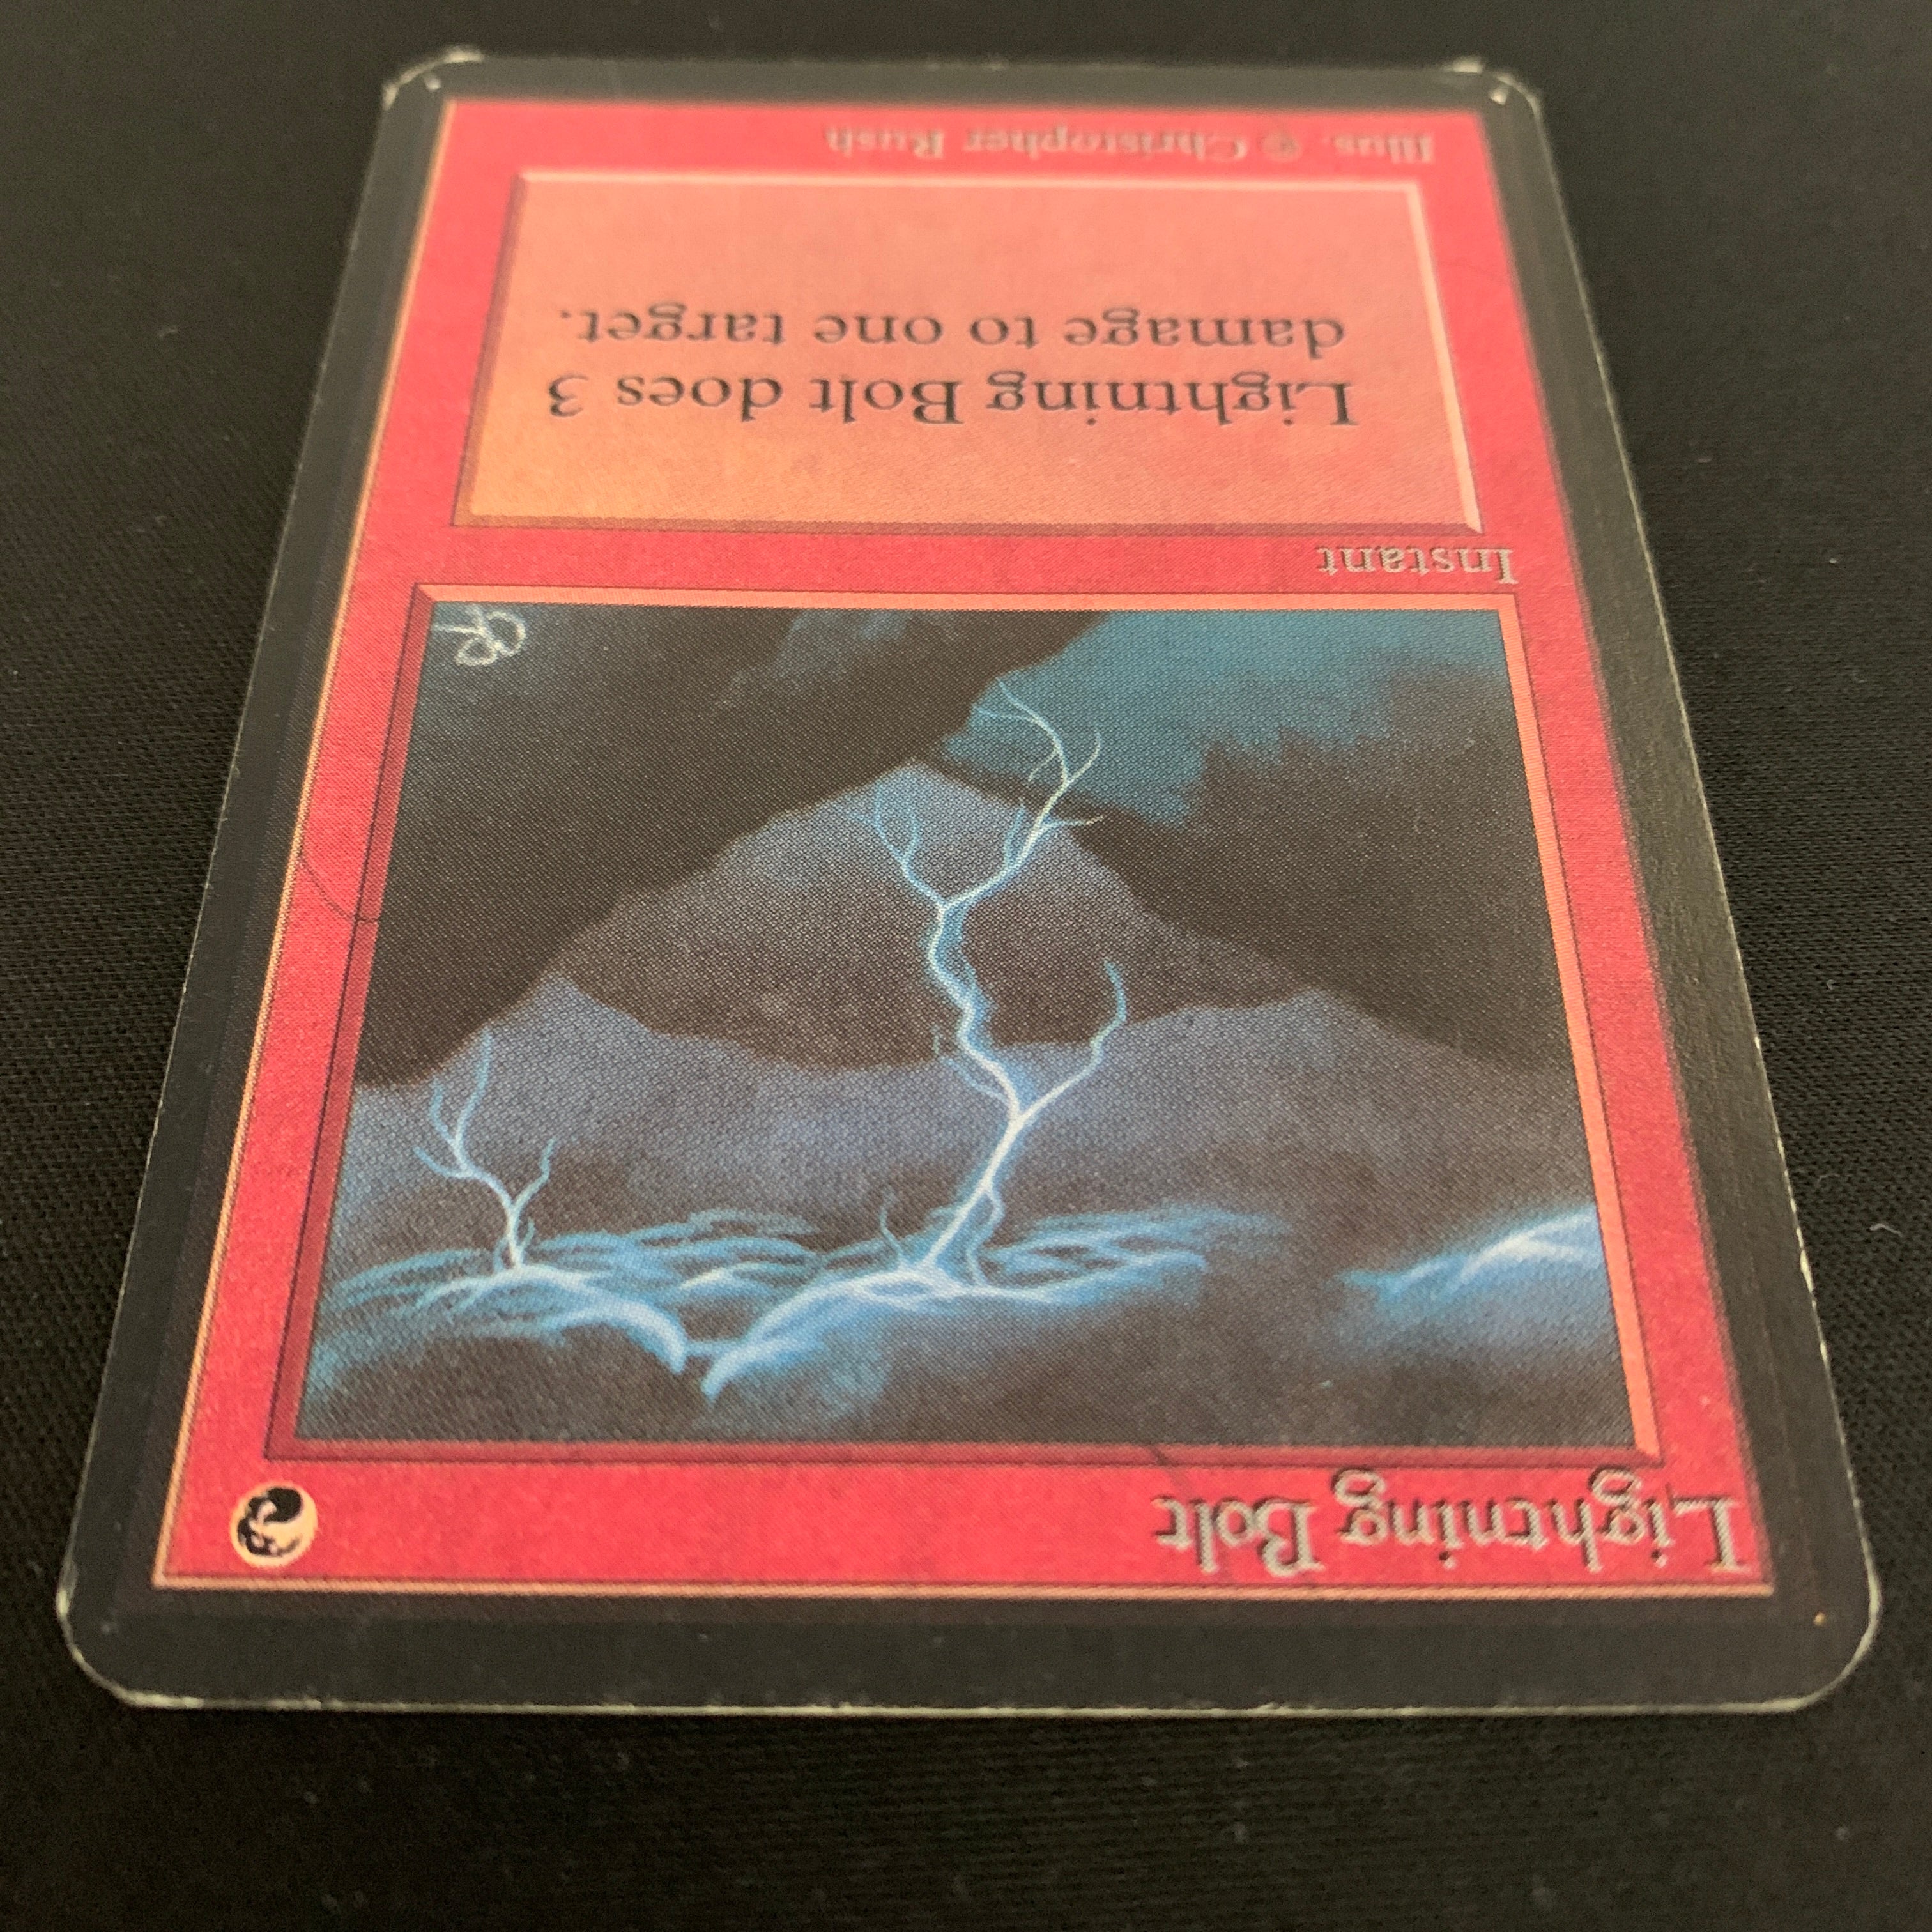 Lightning Bolt
Instant
Lightning Bolt does 3
damage to one target.
Illus. © Christopher Rush